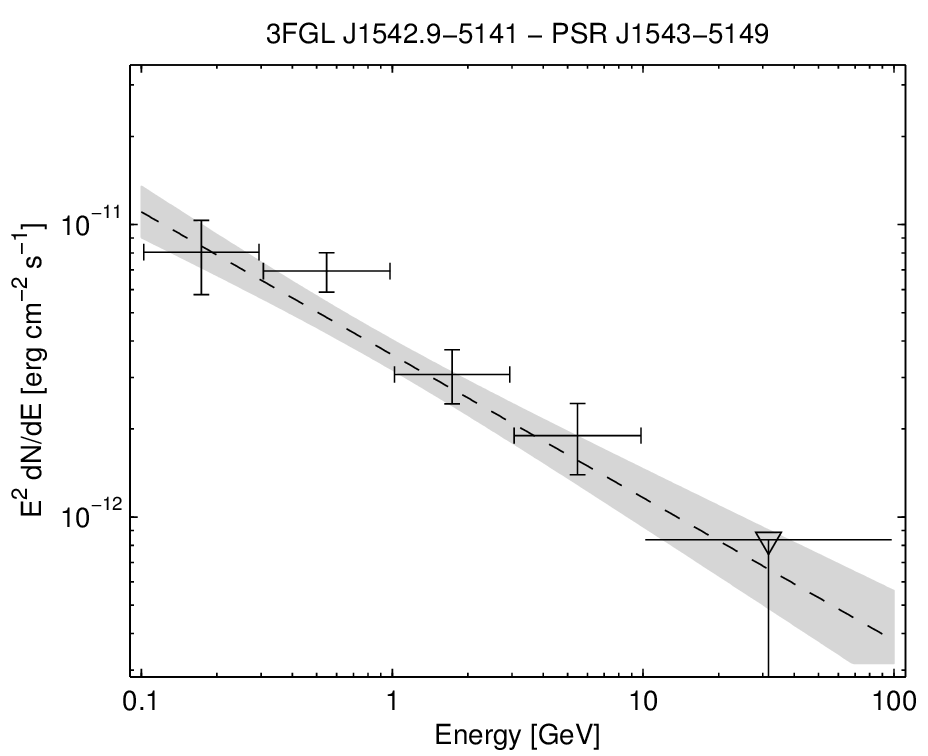 3FGL J1542.9−5141 − PSR J1543−5149
E² dN/dE [erg cm⁻² s⁻¹]
10⁻¹¹
10⁻¹²
0.1 1 10 100
Energy [GeV]